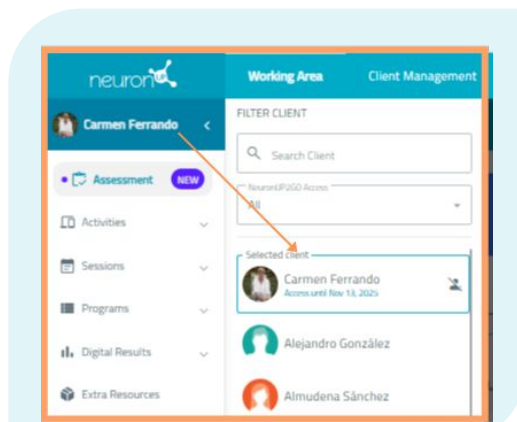 neuronUP
Working Area
Client Management
Carmen Ferrando
FILTER CLIENT
Search Client
Assessment NEW
NeuronUP2GO Access
All
Activities
Sessions
Selected client
Carmen Ferrando
Access until Nov 13, 2025
Programs
Alejandro González
Digital Results
Extra Resources
Almudena Sánchez